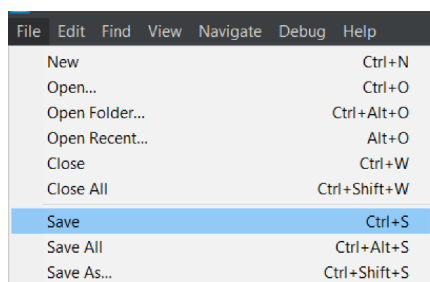 File Edit Find View Navigate Debug Help
New Ctrl+N
Open... Ctrl+O
Open Folder... Ctrl+Alt+O
Open Recent... Alt+O
Close Ctrl+W
Close All Ctrl+Shift+W
Save Ctrl+S
Save All Ctrl+Alt+S
Save As... Ctrl+Shift+S